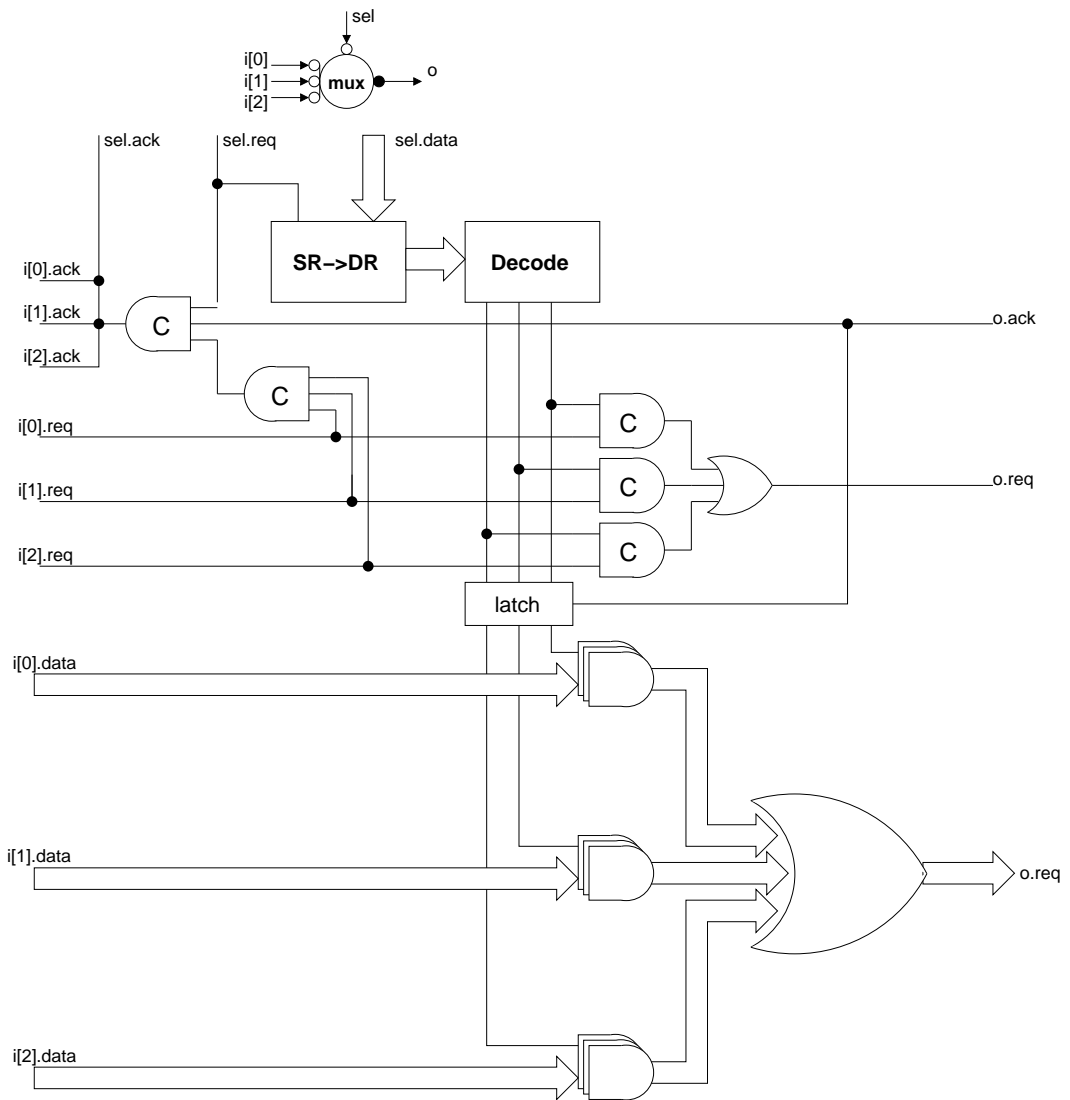 sel
i[0]
i[1]
i[2]
mux
o
sel.ack
sel.req
sel.data
SR->DR
Decode
i[0].ack
i[1].ack
i[2].ack
C
o.ack
C
i[0].req
C
i[1].req
C
o.req
i[2].req
C
latch
i[0].data
i[1].data
o.req
i[2].data